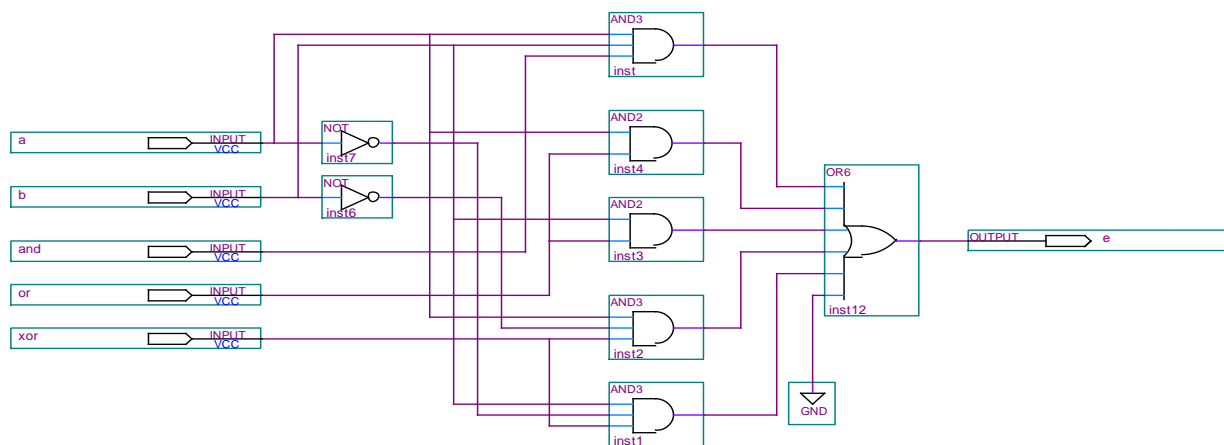 AND3
inst
a
INPUT
VCC
NOT
inst7
AND2
inst4
b
INPUT
VCC
NOT
inst6
OR6
AND2
inst3
and
INPUT
VCC
OUTPUT
e
or
INPUT
VCC
AND3
inst2
inst12
xor
INPUT
VCC
AND3
inst1
GND